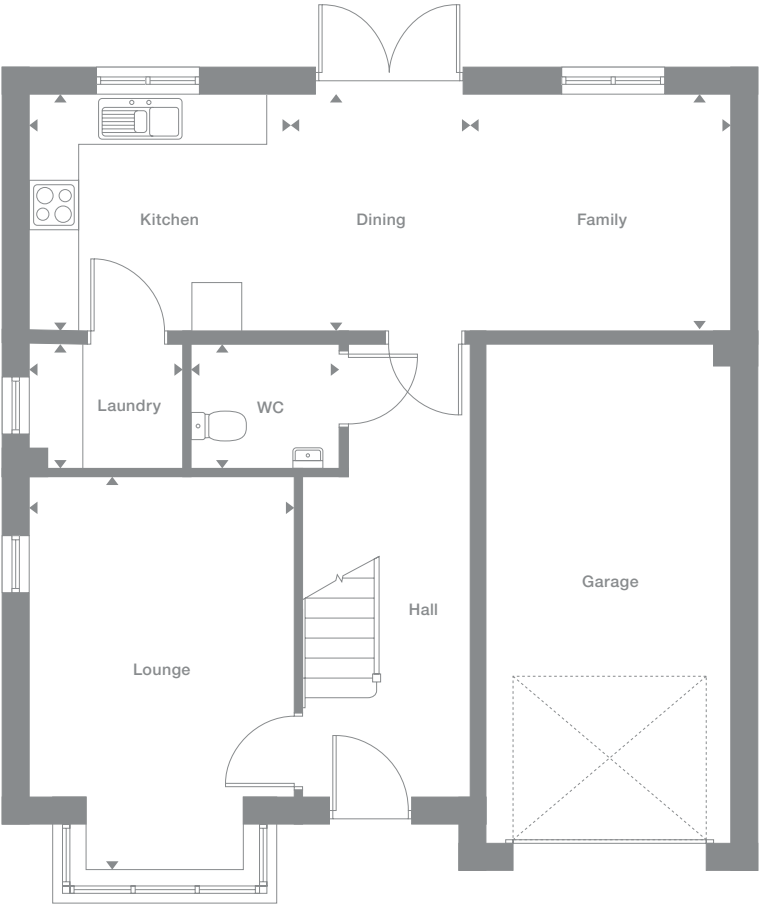 Kitchen
Dining
Family
Laundry
WC
Garage
Hall
Lounge